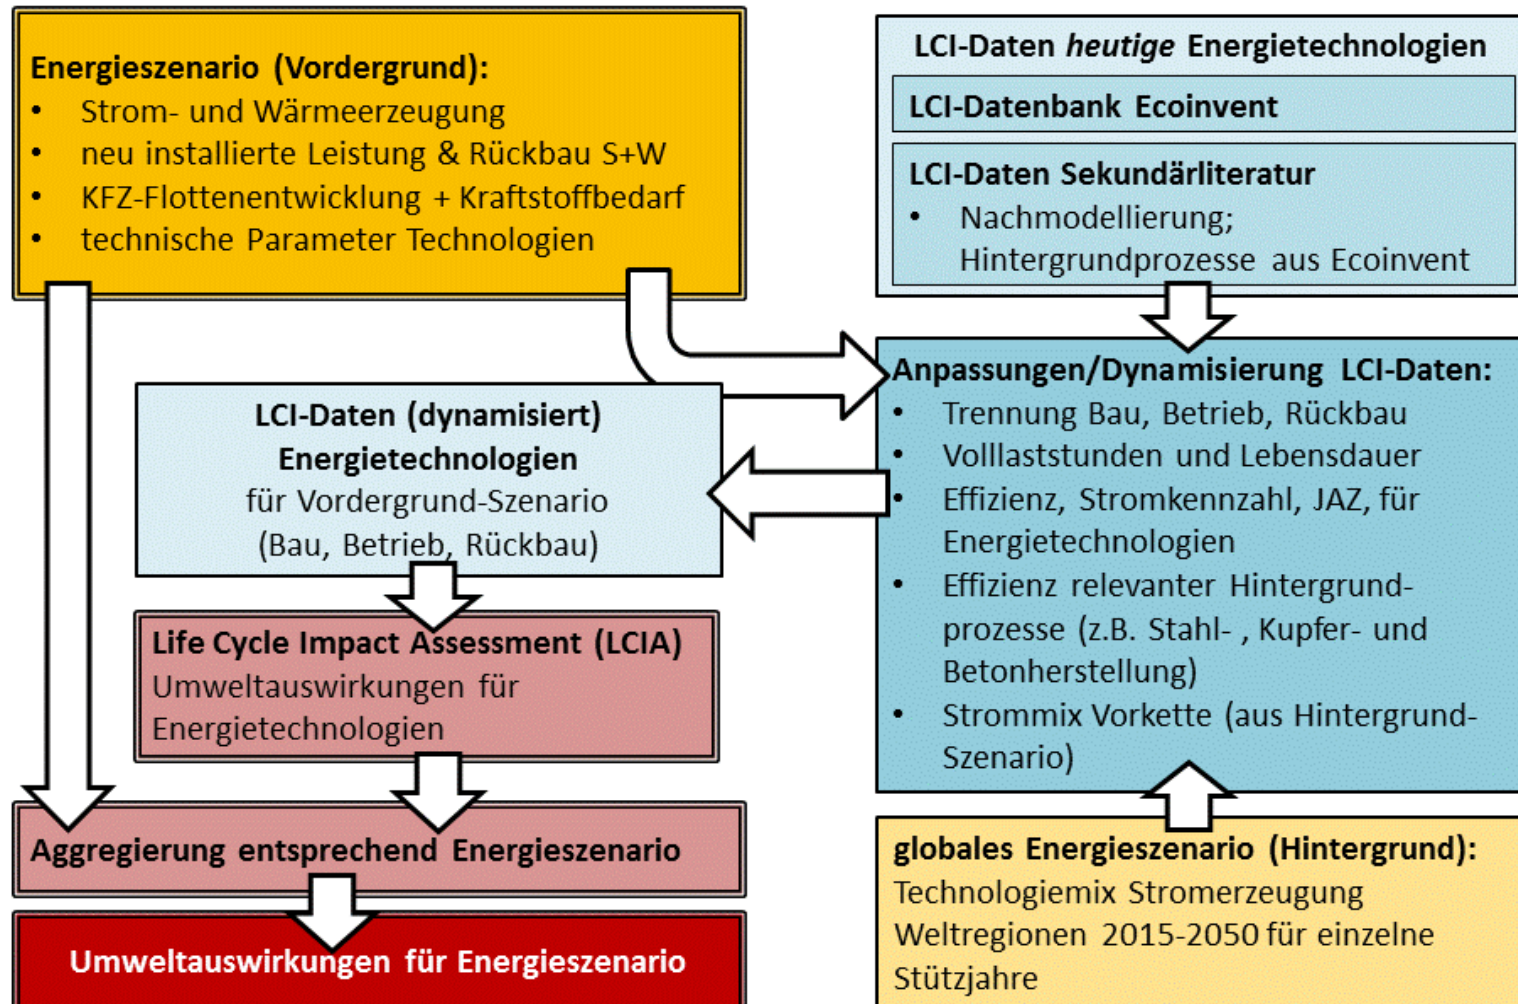 Energieszenario (Vordergrund):
• Strom- und Wärmeerzeugung
• neu installierte Leistung & Rückbau S+W
• KFZ-Flottenentwicklung + Kraftstoffbedarf
• technische Parameter Technologien
LCI-Daten heutige Energietechnologien
LCI-Datenbank Ecoinvent
LCI-Daten Sekundärliteratur
• Nachmodellierung;
Hintergrundprozesse aus Ecoinvent
Anpassungen/Dynamisierung LCI-Daten:
• Trennung Bau, Betrieb, Rückbau
• Volllaststunden und Lebensdauer
• Effizienz, Stromkennzahl, JAZ, für
Energietechnologien
• Effizienz relevanter Hintergrund-
prozesse (z.B. Stahl- , Kupfer- und
Betonherstellung)
• Strommix Vorkette (aus Hintergrund-
Szenario)
LCI-Daten (dynamisiert)
Energietechnologien
für Vordergrund-Szenario
(Bau, Betrieb, Rückbau)
Life Cycle Impact Assessment (LCIA)
Umweltauswirkungen für
Energietechnologien
Aggregierung entsprechend Energieszenario
Umweltauswirkungen für Energieszenario
globales Energieszenario (Hintergrund):
Technologiemix Stromerzeugung
Weltregionen 2015-2050 für einzelne
Stützjahre